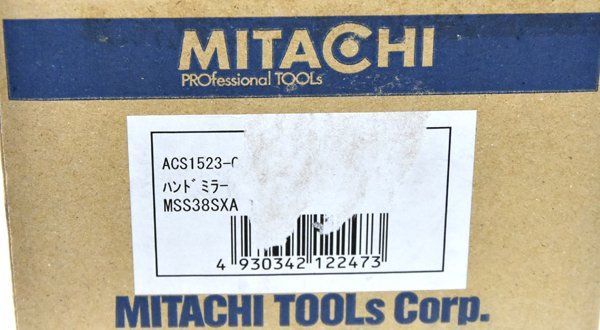 MITACHI
PROfessional TOOLs
ACS1523-
ﾊﾝﾄﾞﾐﾗｰ
MSS38SXA
4 930342 122473
MITACHI TOOLs Corp.